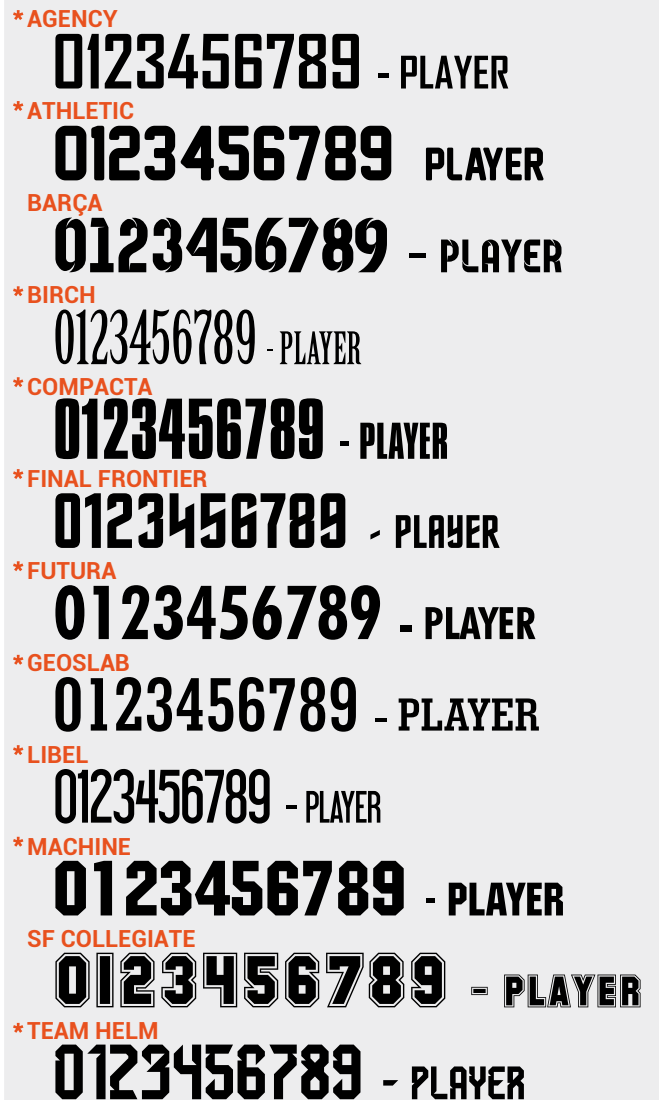 *AGENCY
0123456789 - PLAYER
*ATHLETIC
0123456789 PLAYER
BARÇA
0123456789 - PLAYER
*BIRCH
0123456789 - PLAYER
*COMPACTA
0123456789 - PLAYER
*FINAL FRONTIER
0123456789 - PLAYER
*FUTURA
0123456789 - PLAYER
*GEOSLAB
0123456789 - PLAYER
*LIBEL
0123456789 - PLAYER
*MACHINE
0123456789 - PLAYER
SF COLLEGIATE
0123456789 - PLAYER
*TEAM HELM
0123456789 - PLAYER